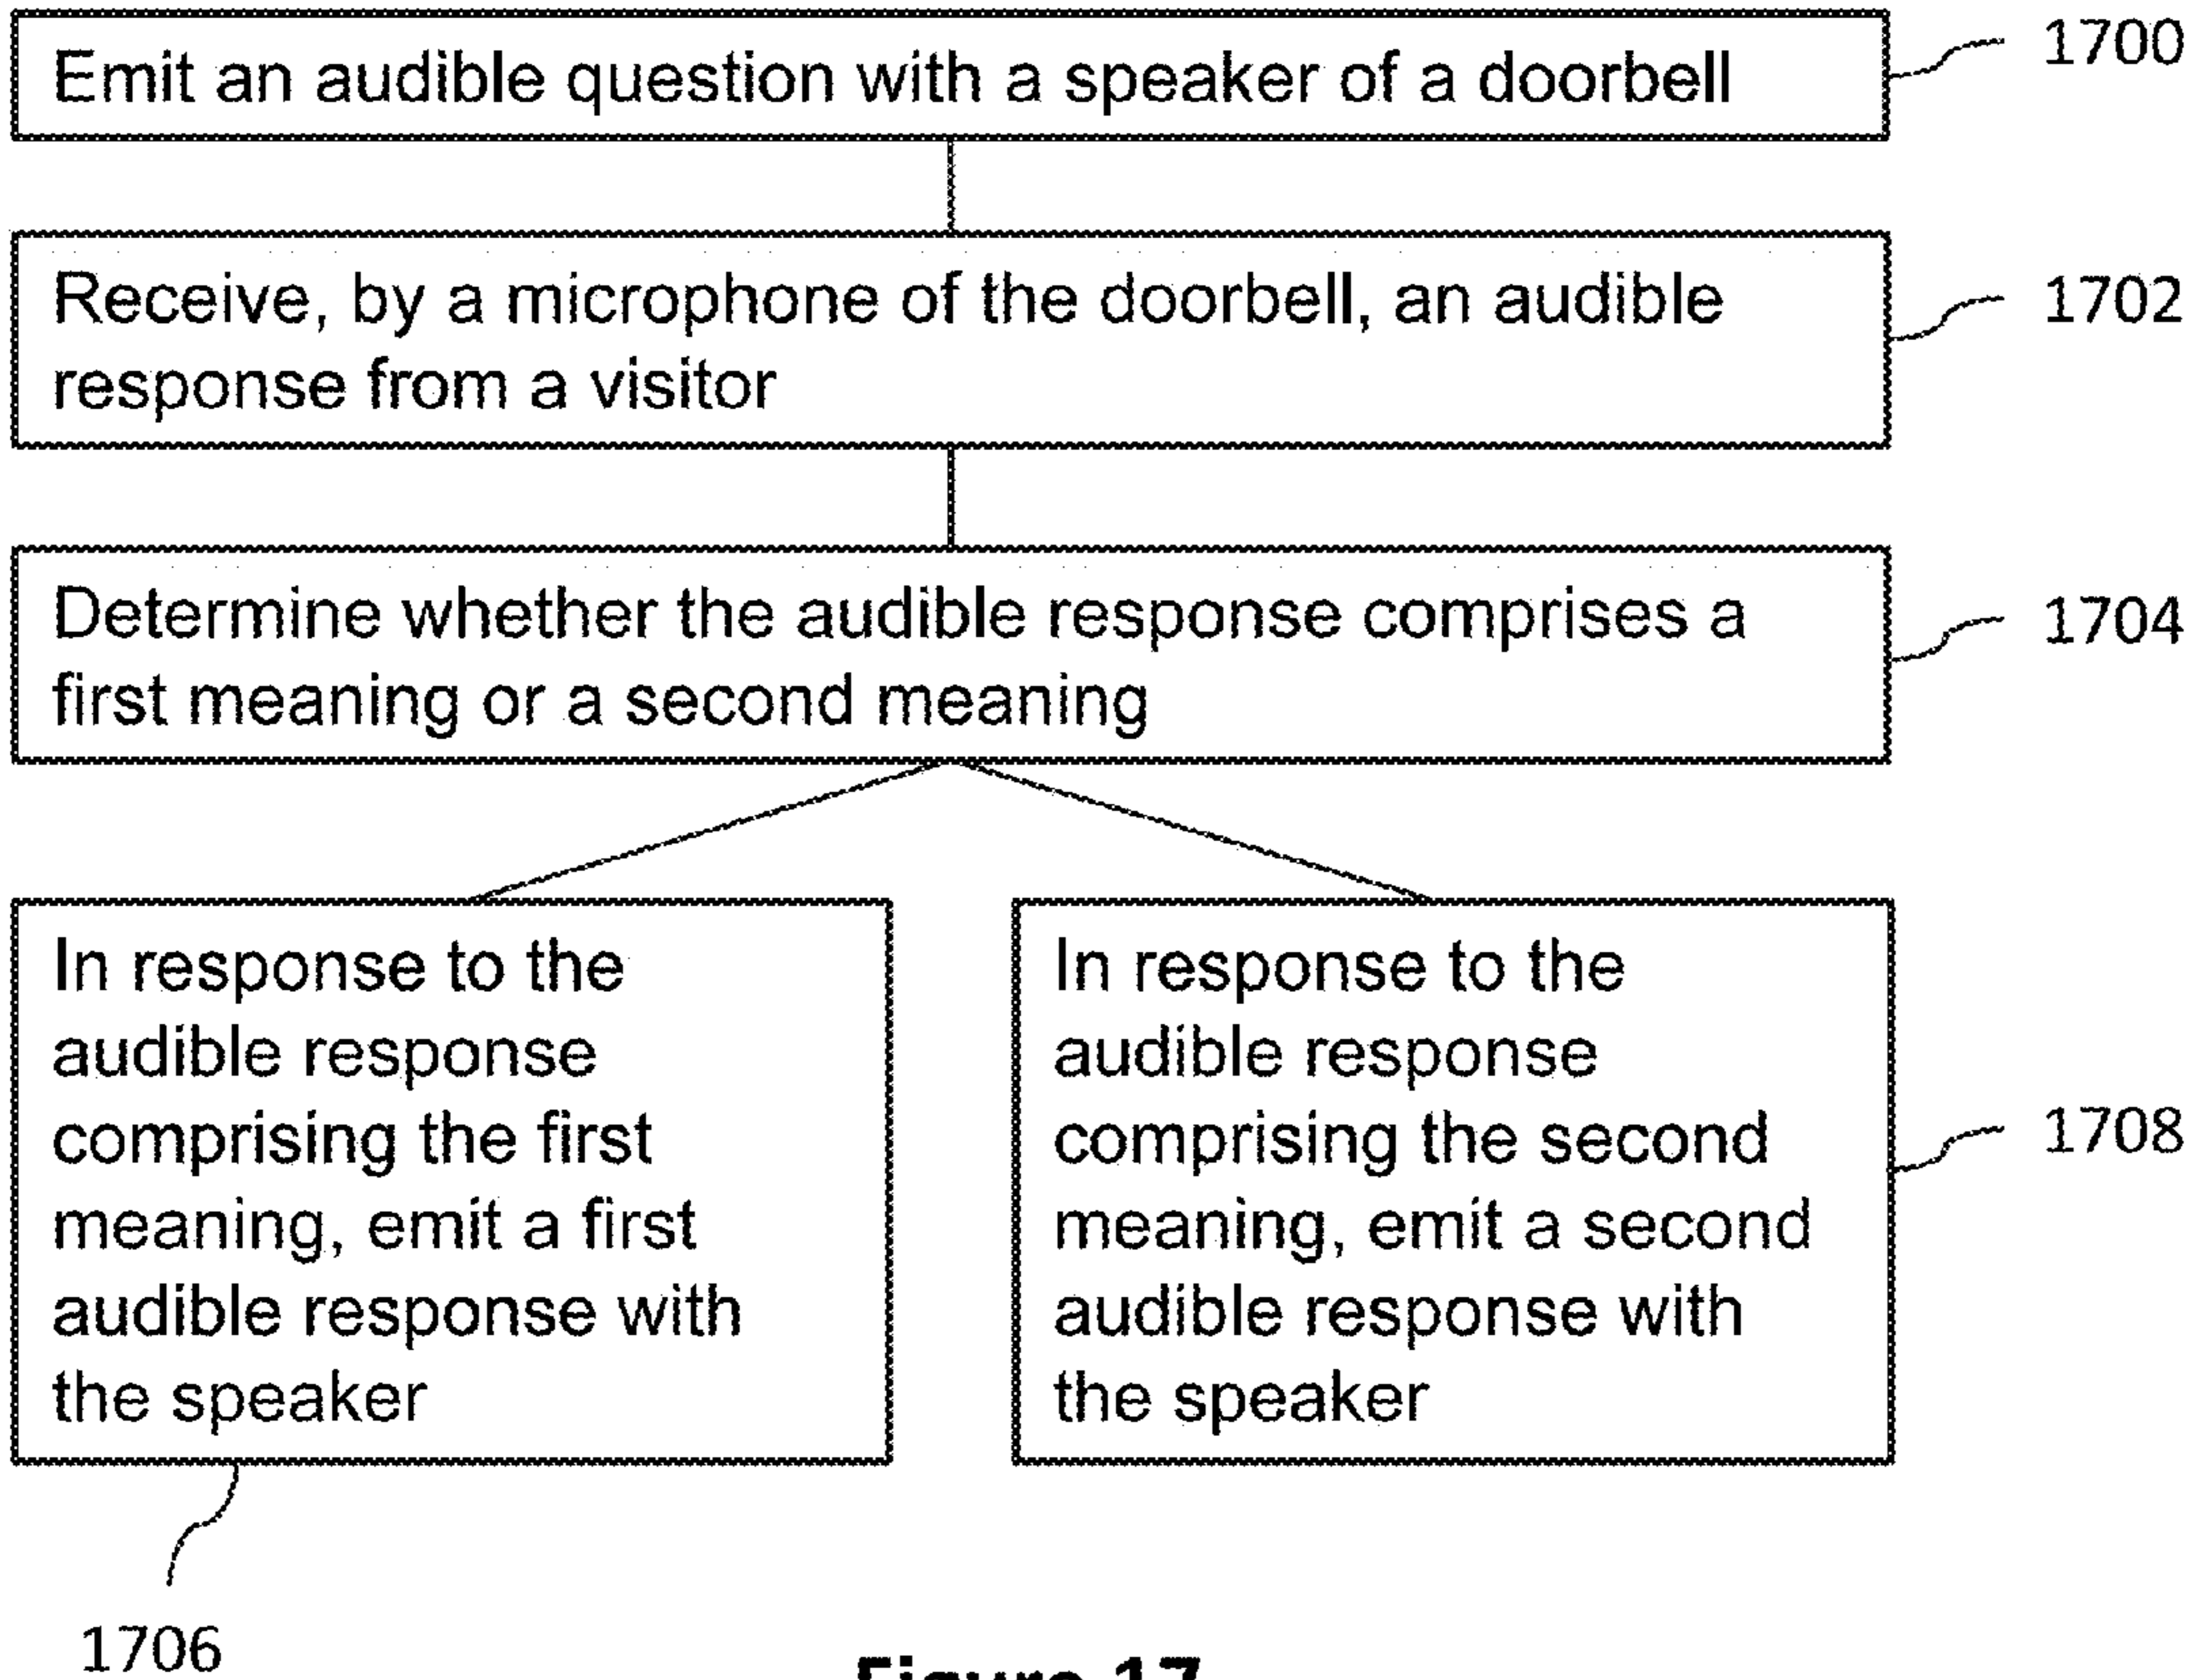 Emit an audible question with a speaker of a doorbell
1700
Receive, by a microphone of the doorbell, an audible
response from a visitor
1702
Determine whether the audible response comprises a
first meaning or a second meaning
1704
In response to the
audible response
comprising the first
meaning, emit a first
audible response with
the speaker
1706
In response to the
audible response
comprising the second
meaning, emit a second
audible response with
the speaker
1708
Figure 17